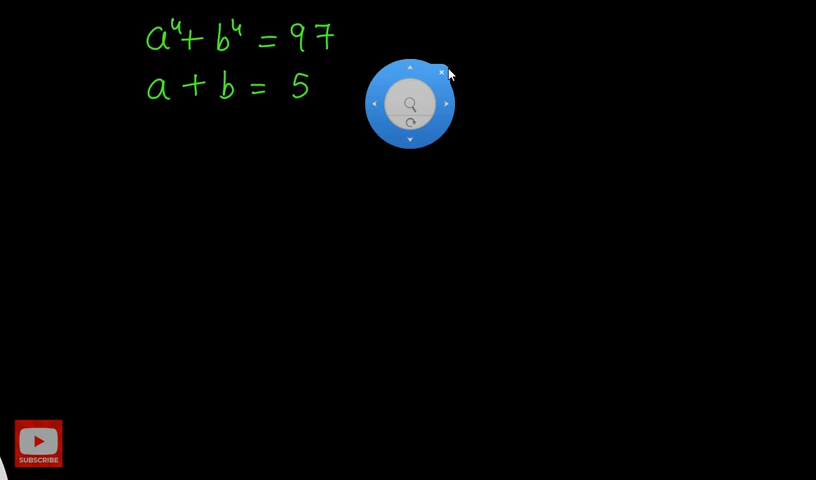 a⁴ + b⁴ = 97
a + b = 5
SUBSCRIBE